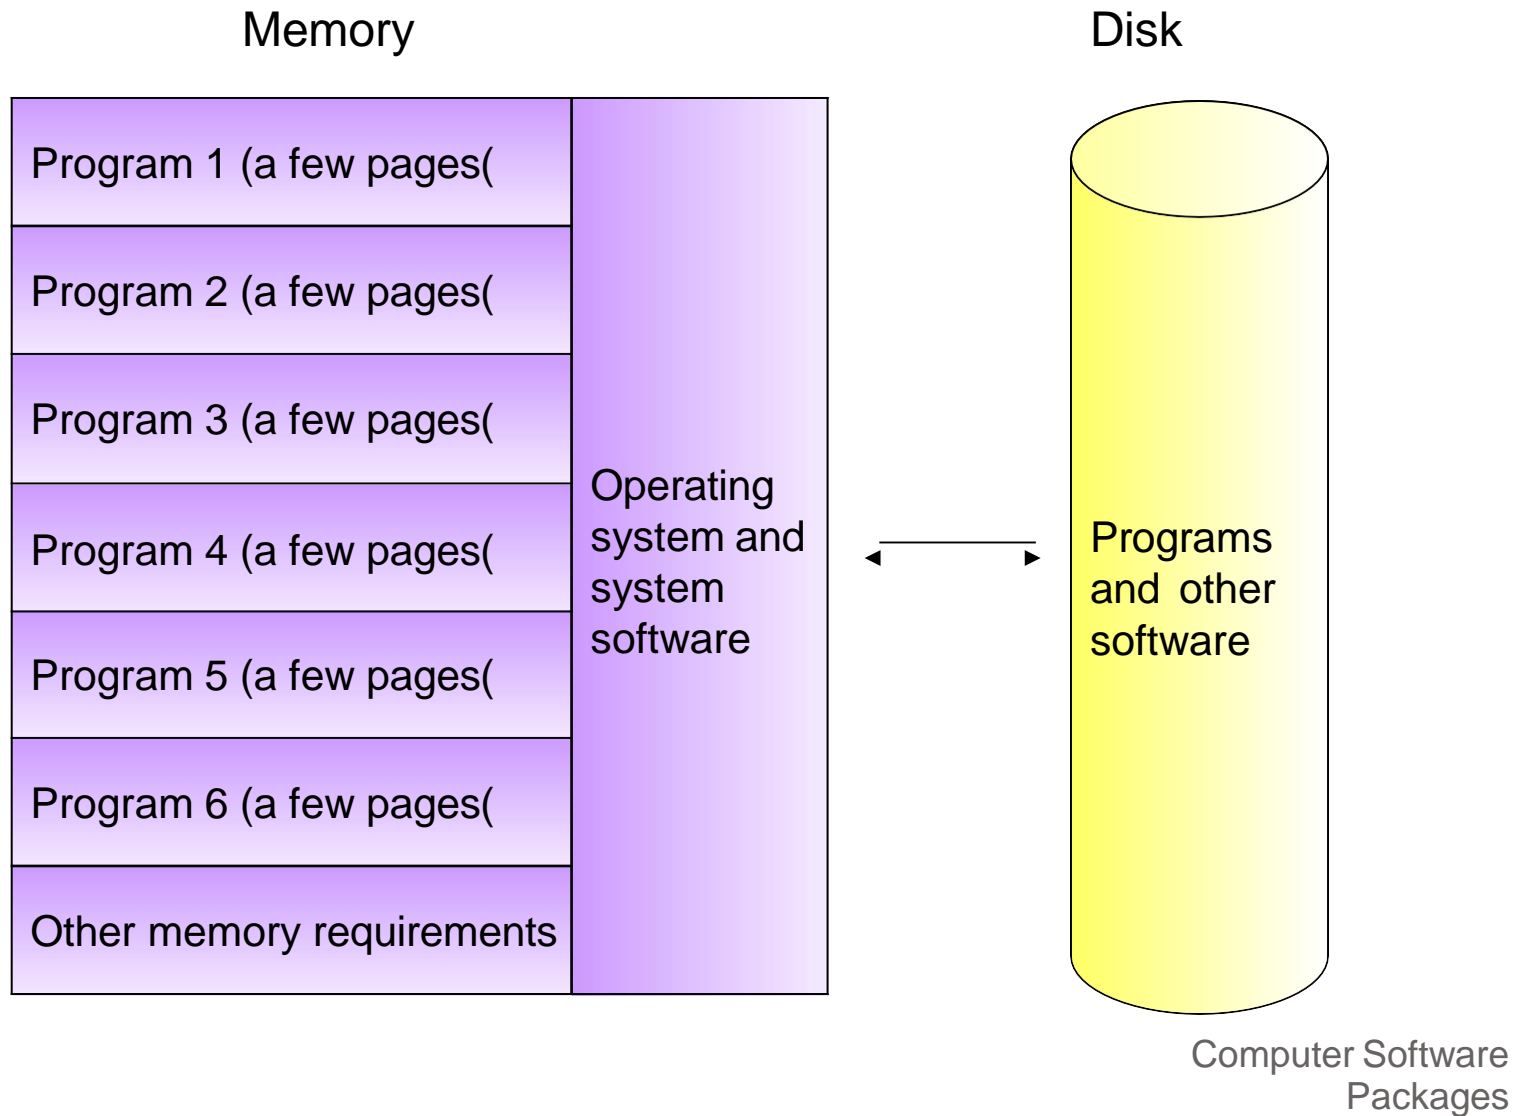 Memory
Disk
Program 1 (a few pages(
Program 2 (a few pages(
Program 3 (a few pages(
Program 4 (a few pages(
Program 5 (a few pages(
Program 6 (a few pages(
Other memory requirements
Operating
system and
system
software
Programs
and other
software
Computer Software
Packages